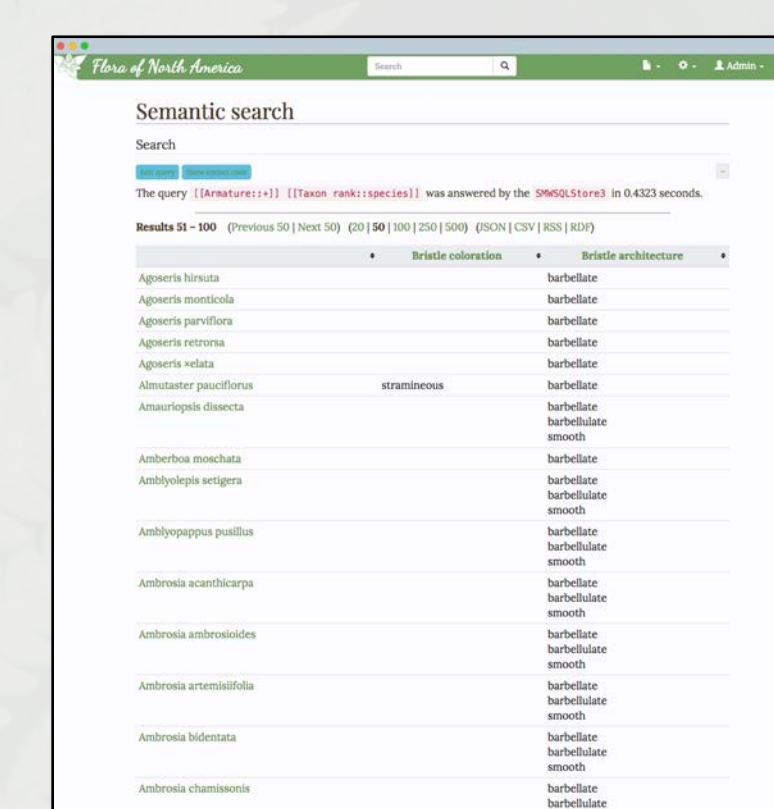 Flora of North America
Search
Admin
Semantic search
Search
Edit query Show embed code
The query [[Armature::+]] [[Taxon rank::species]] was answered by the SMWSQLStore3 in 0.4323 seconds.
Results 51 – 100 (Previous 50 | Next 50) (20 | 50 | 100 | 250 | 500) (JSON | CSV | RSS | RDF)
Bristle coloration Bristle architecture
Agoseris hirsuta barbellate
Agoseris monticola barbellate
Agoseris parviflora barbellate
Agoseris retrorsa barbellate
Agoseris ×elata barbellate
Almutaster pauciflorus stramineous barbellate
Amauriopsis dissecta barbellate
barbellulate
smooth
Amberboa moschata barbellate
Amblyolepis setigera barbellate
barbellulate
smooth
Amblyopappus pusillus barbellate
barbellulate
smooth
Ambrosia acanthicarpa barbellate
barbellulate
smooth
Ambrosia ambrosioides barbellate
barbellulate
smooth
Ambrosia artemisiifolia barbellate
barbellulate
smooth
Ambrosia bidentata barbellate
barbellulate
smooth
Ambrosia chamissonis barbellate
barbellulate